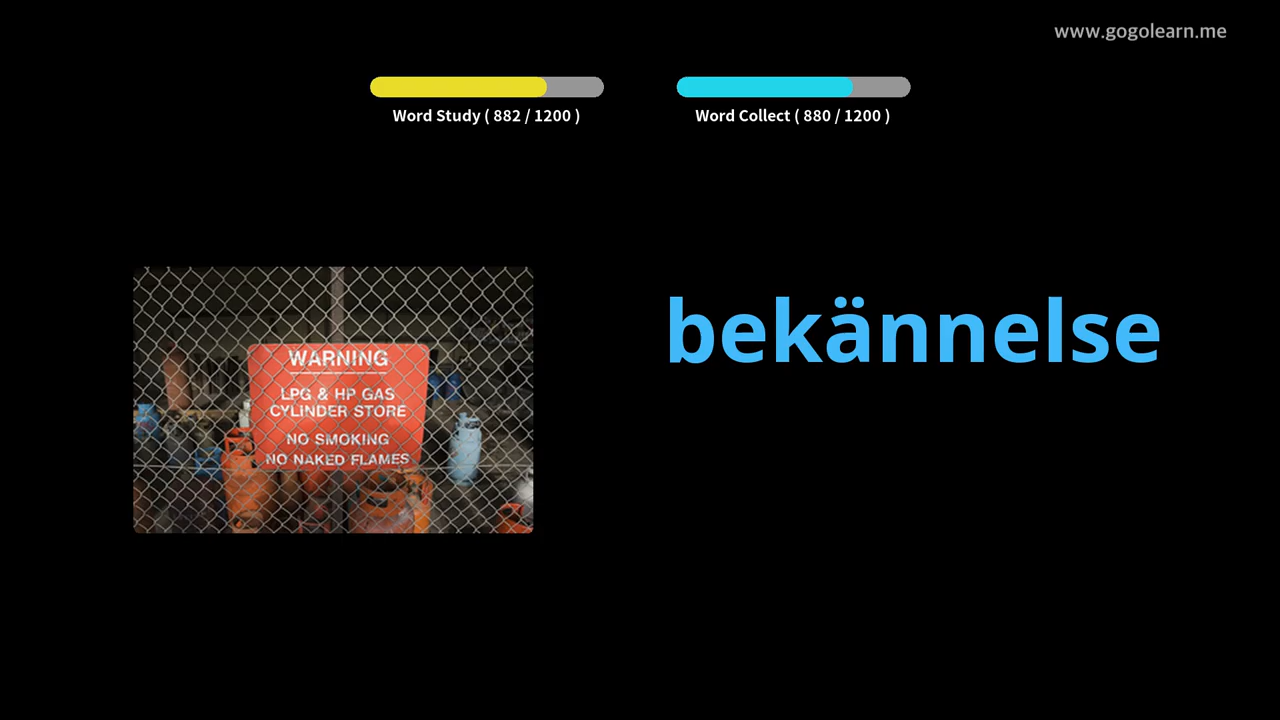 www.gogolearn.me
Word Study ( 882 / 1200 )
Word Collect ( 880 / 1200 )
bekännelse
WARNING
LPG & HP GAS
CYLINDER STORE
NO SMOKING
NO NAKED FLAMES